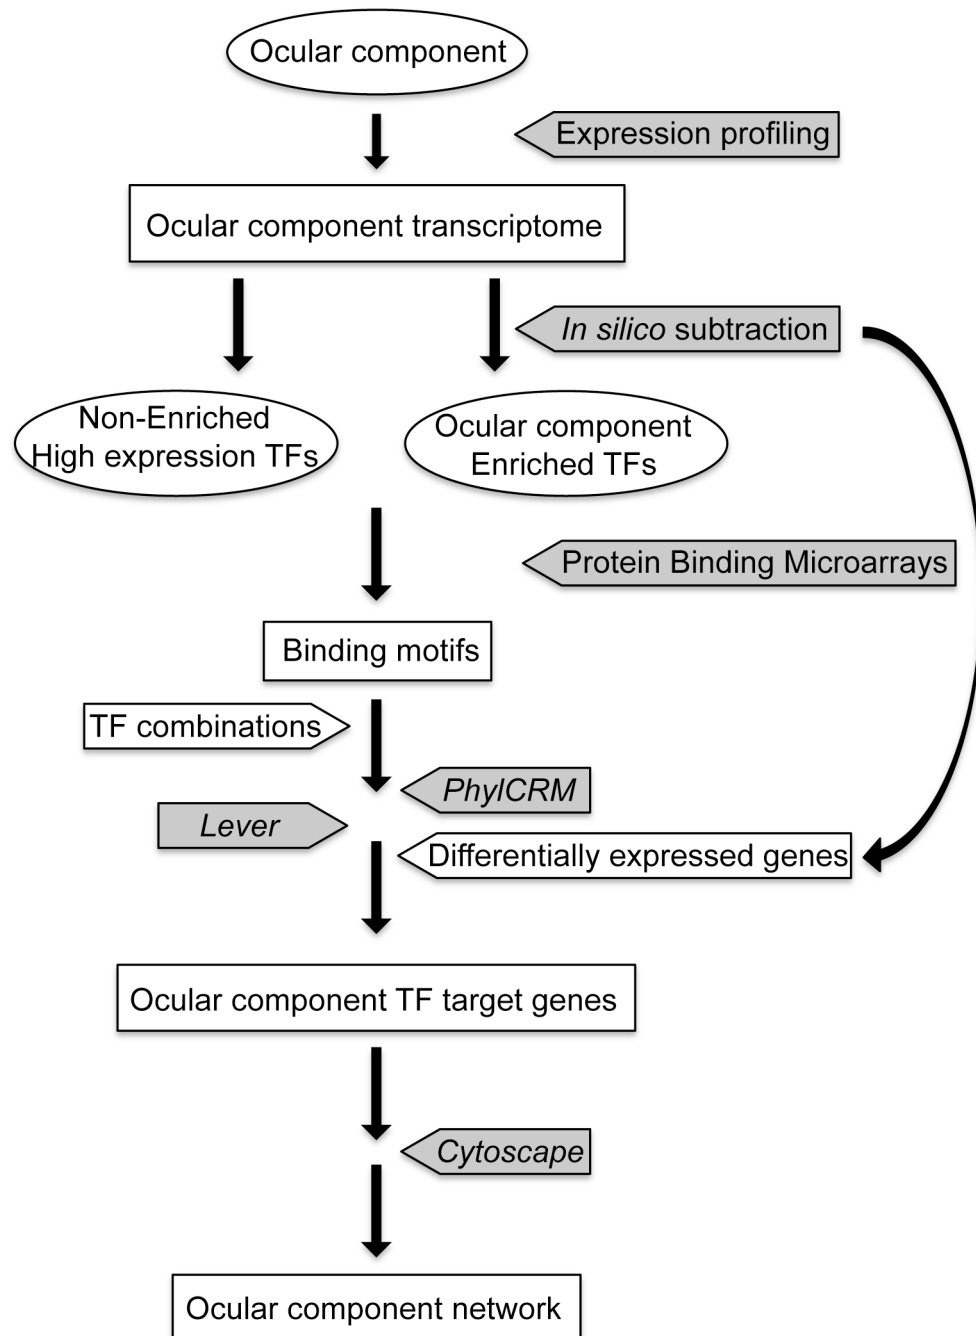 Ocular component
Expression profiling
Ocular component transcriptome
In silico subtraction
Non-Enriched
High expression TFs
Ocular component
Enriched TFs
Protein Binding Microarrays
Binding motifs
TF combinations
PhylCRM
Lever
Differentially expressed genes
Ocular component TF target genes
Cytoscape
Ocular component network